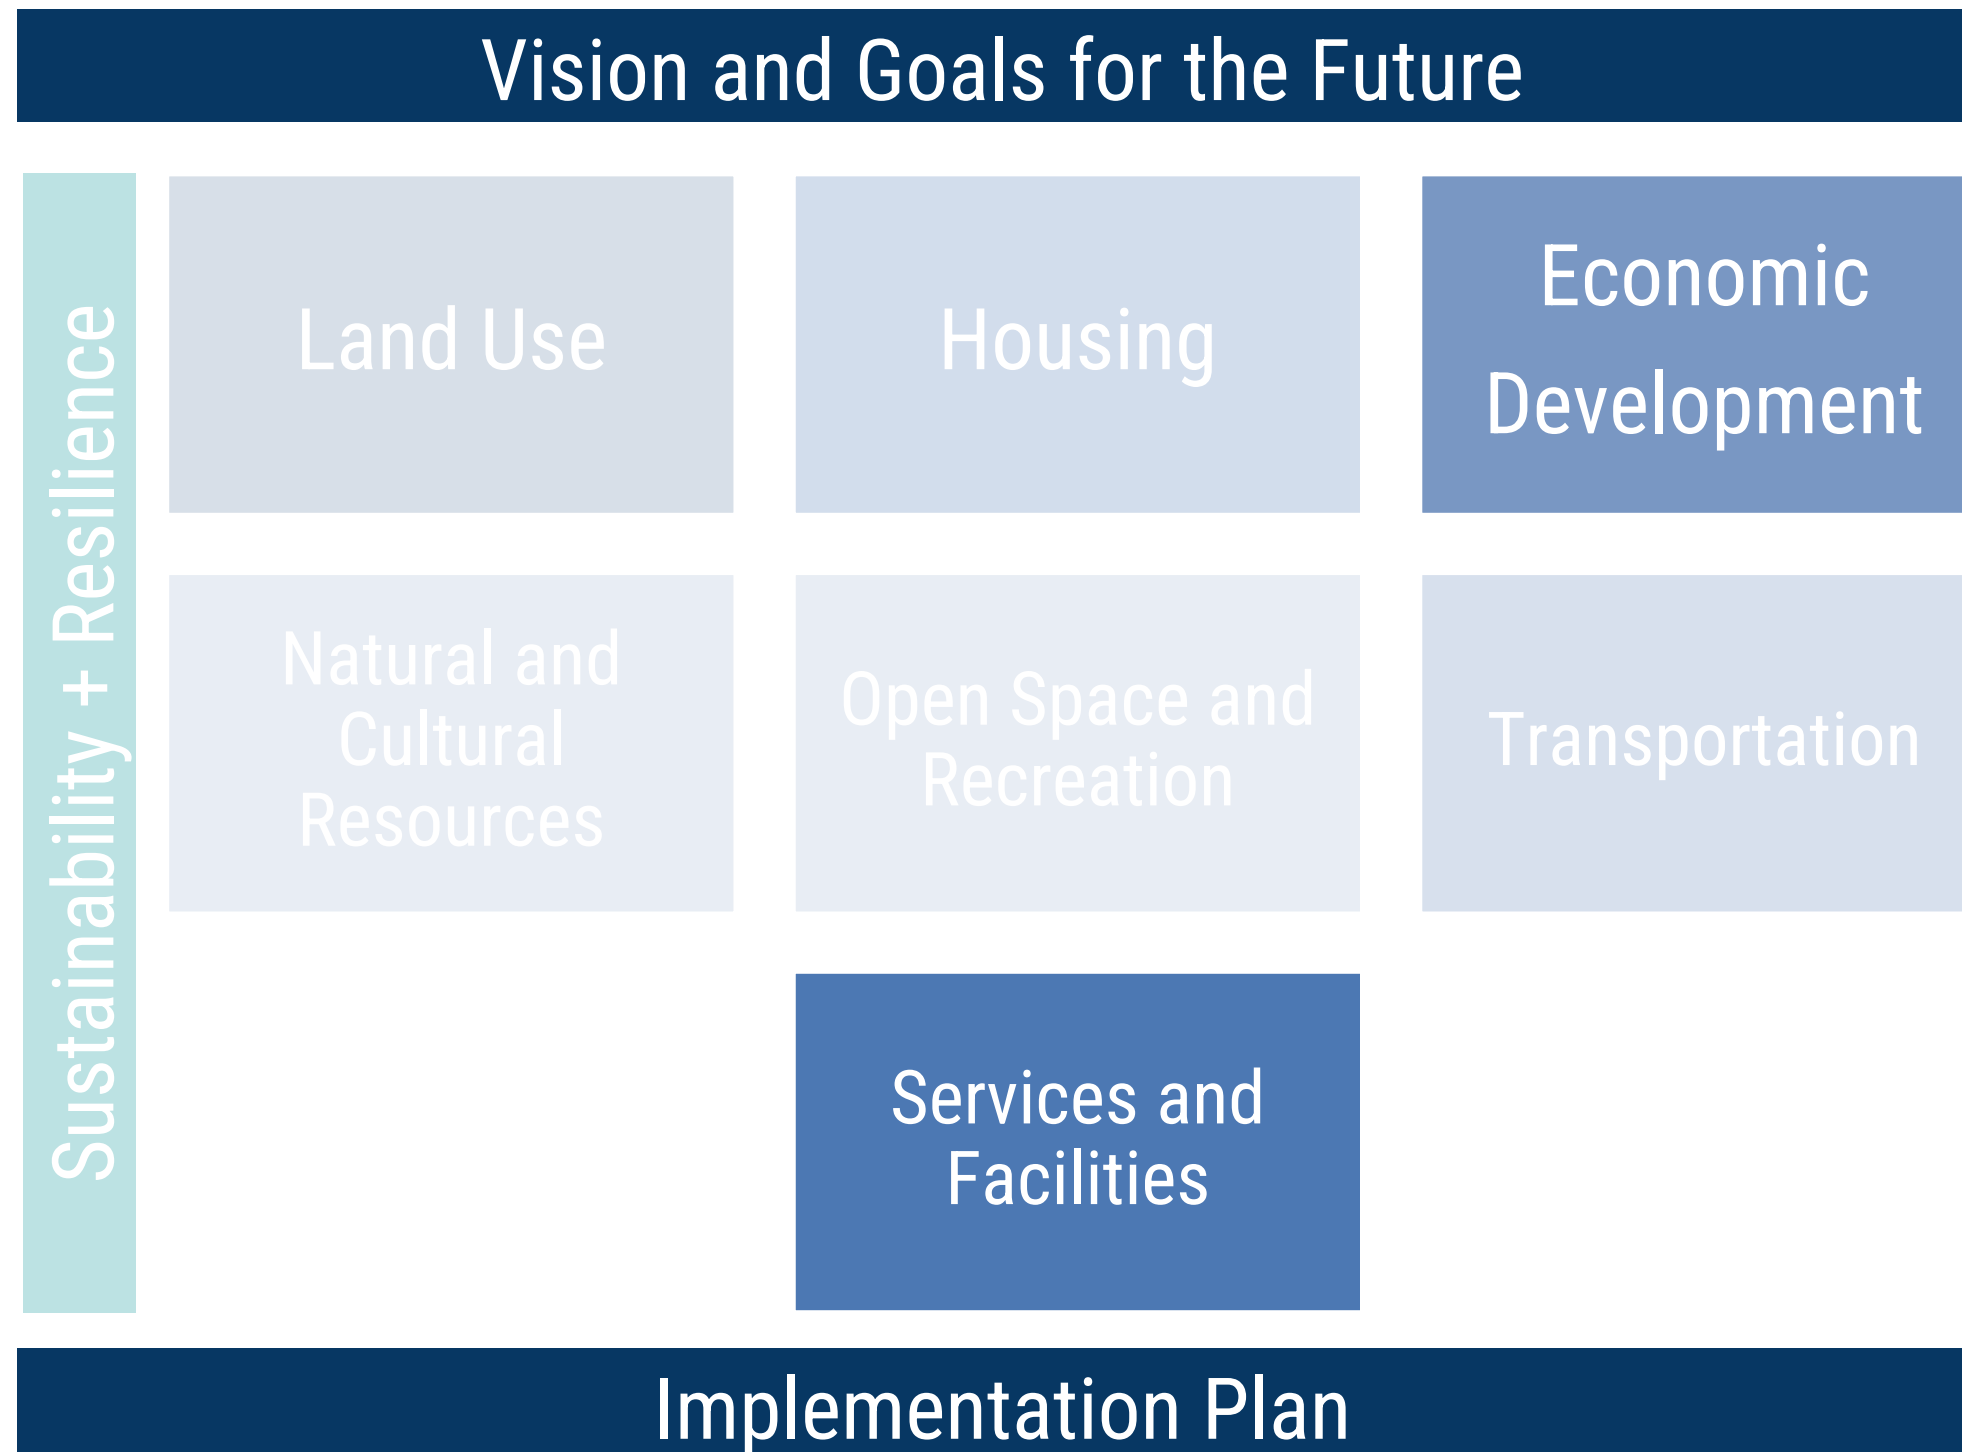 Vision and Goals for the Future
Sustainability + Resilience
Land Use
Housing
Economic
Development
Natural and
Cultural
Resources
Open Space and
Recreation
Transportation
Services and
Facilities
Implementation Plan